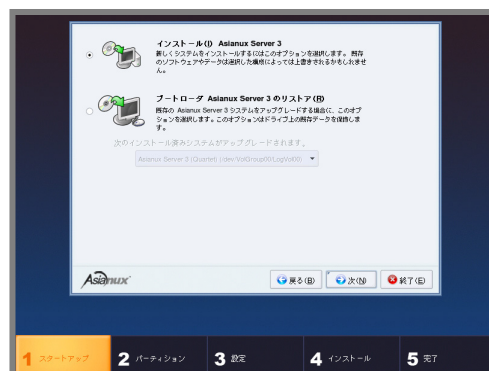 インストール(I) Asianux Server 3
新しくシステムをインストールするにはこのオプションを選択します。 既存
のソフトウェアやデータは選択した構成によっては上書きされるかもしれませ
ん。
ブートローダ Asianux Server 3 のリストア(R)
既存の Asianux Server 3 システムをアップグレードする場合に、このオプ
ションを選択します。このオプションはドライブ上の既存データを保持しま
す。
次のインストール済みシステムがアップグレードされます。
Asianux Server 3 (Quartet) (/dev/VolGroup00/LogVol00)
Asianux
戻る(B) 次(N) 終了(E)
1 スタートアップ 2 パーティション 3 設定 4 インストール 5 完了